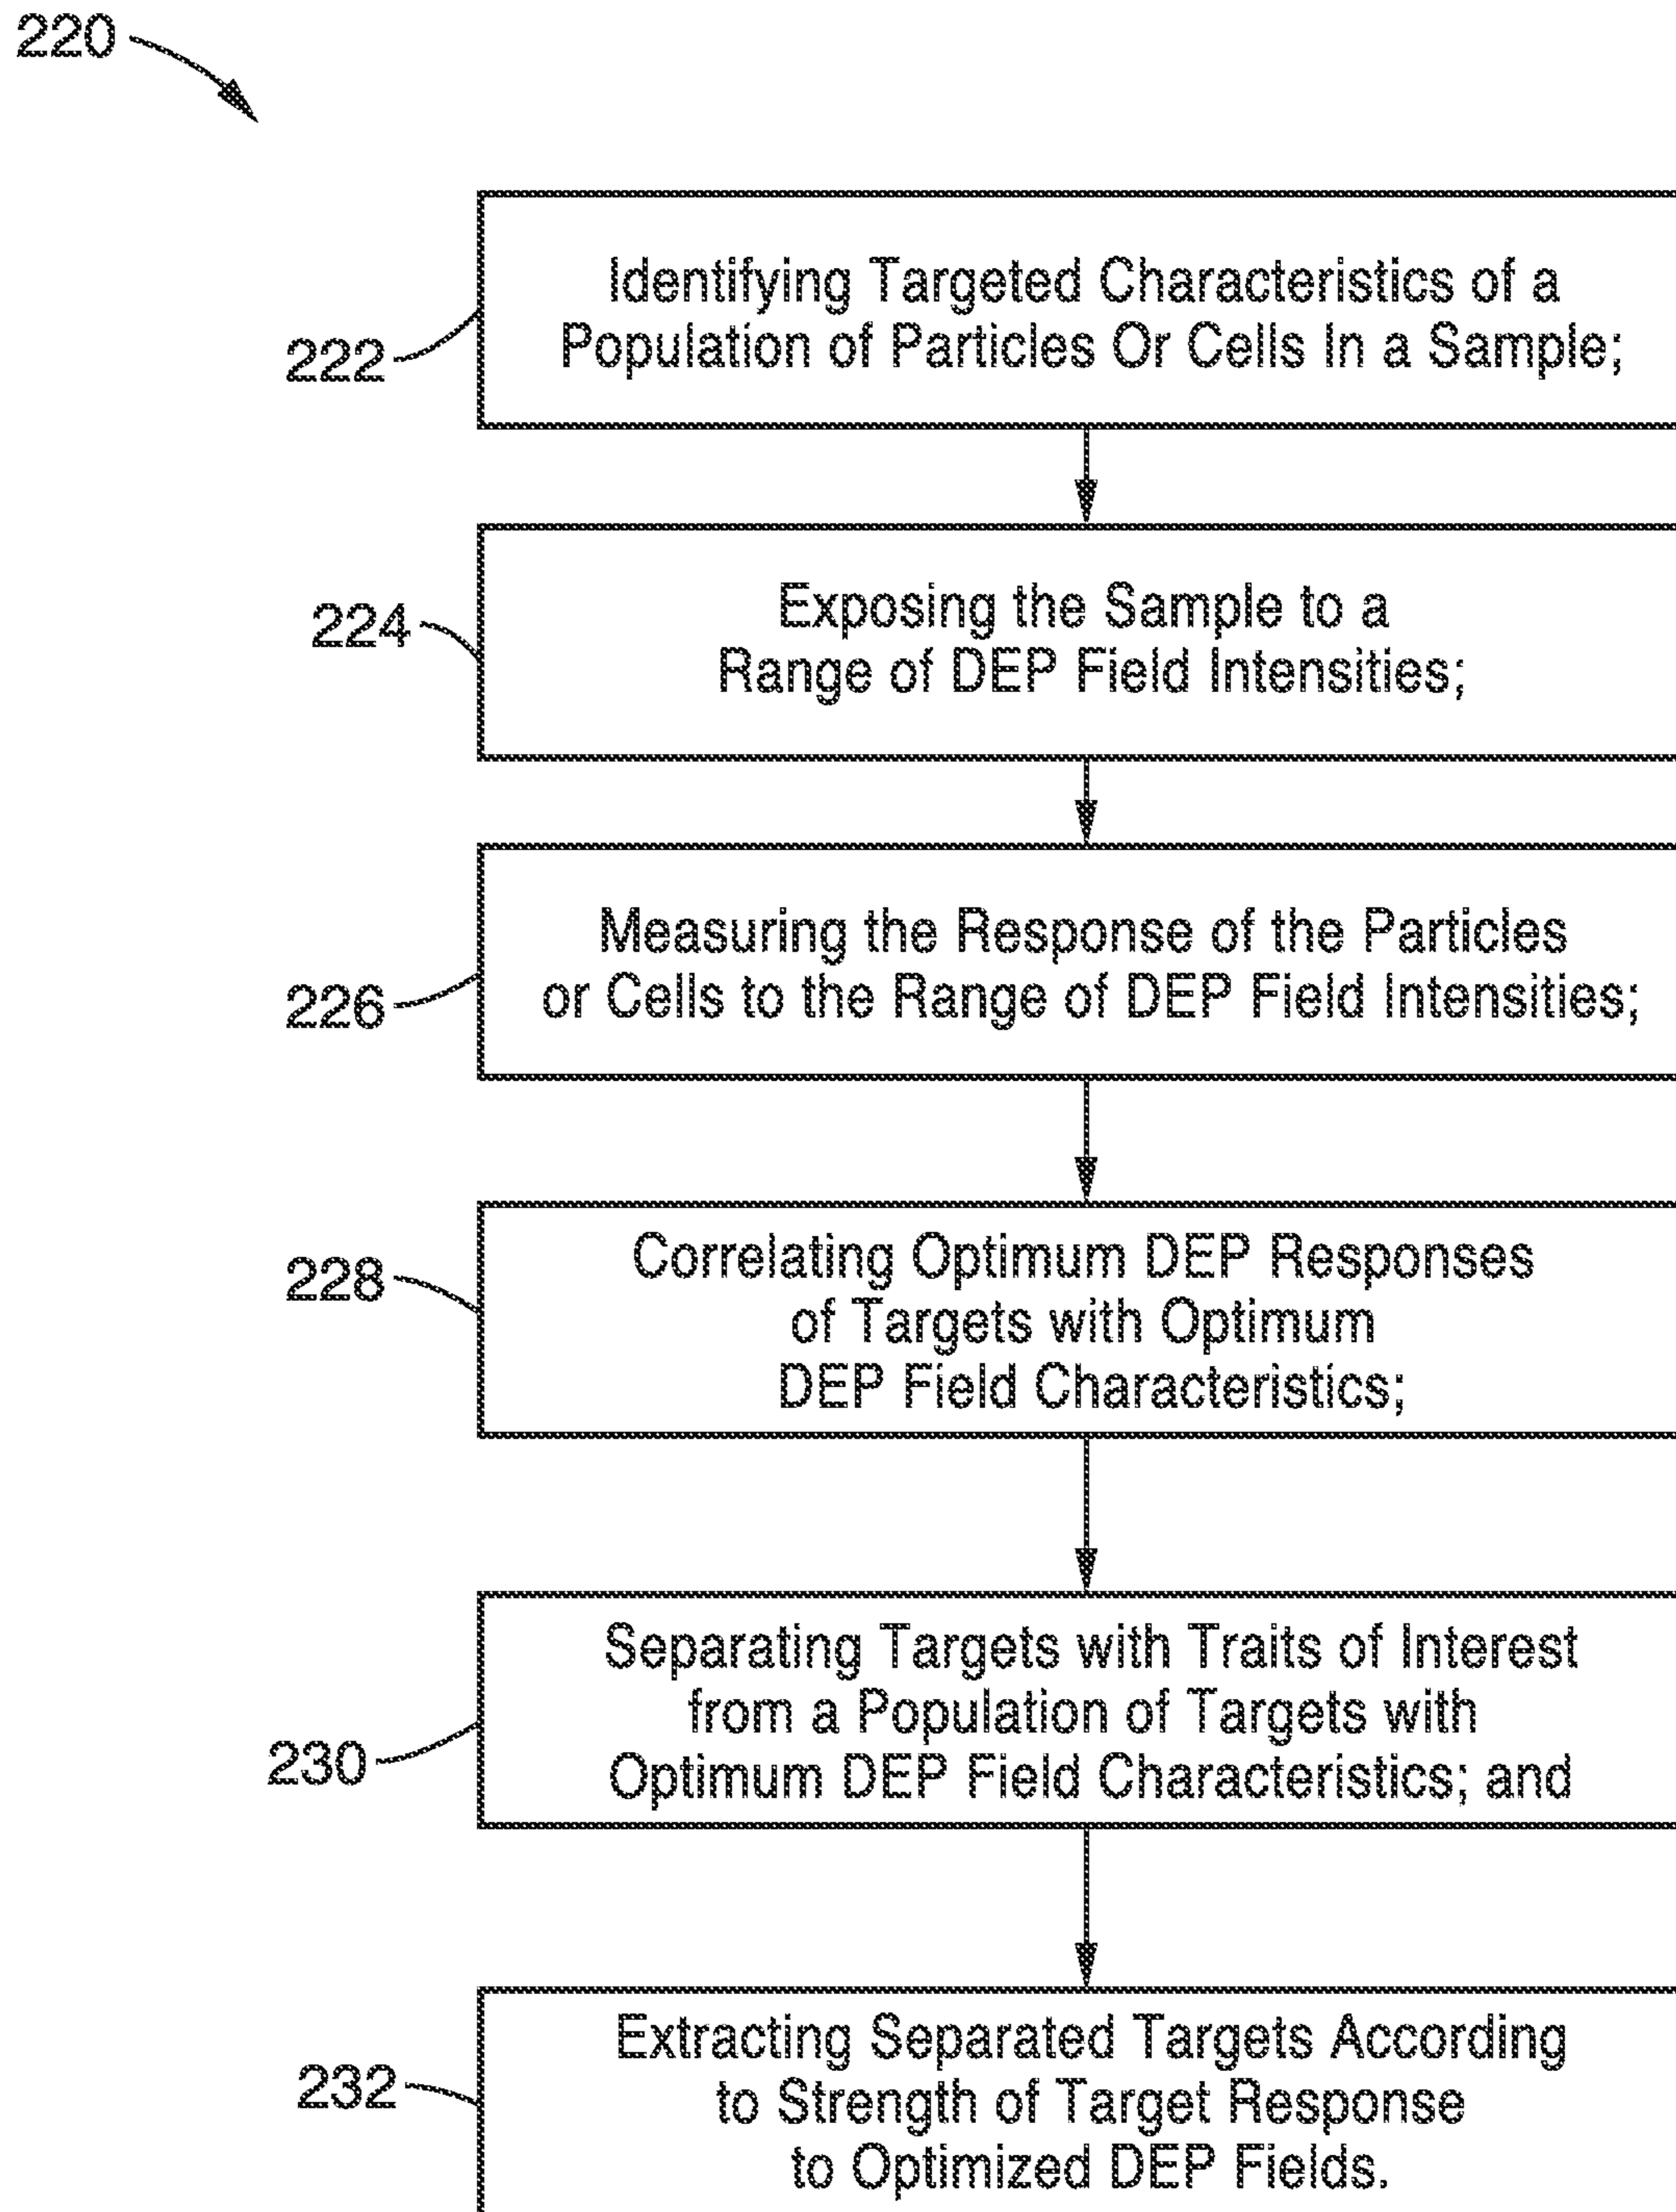 220
222
Identifying Targeted Characteristics of a
Population of Particles Or Cells In a Sample;
224
Exposing the Sample to a
Range of DEP Field Intensities;
226
Measuring the Response of the Particles
or Cells to the Range of DEP Field Intensities;
228
Correlating Optimum DEP Responses
of Targets with Optimum
DEP Field Characteristics;
230
Separating Targets with Traits of Interest
from a Population of Targets with
Optimum DEP Field Characteristics; and
232
Extracting Separated Targets According
to Strength of Target Response
to Optimized DEP Fields.